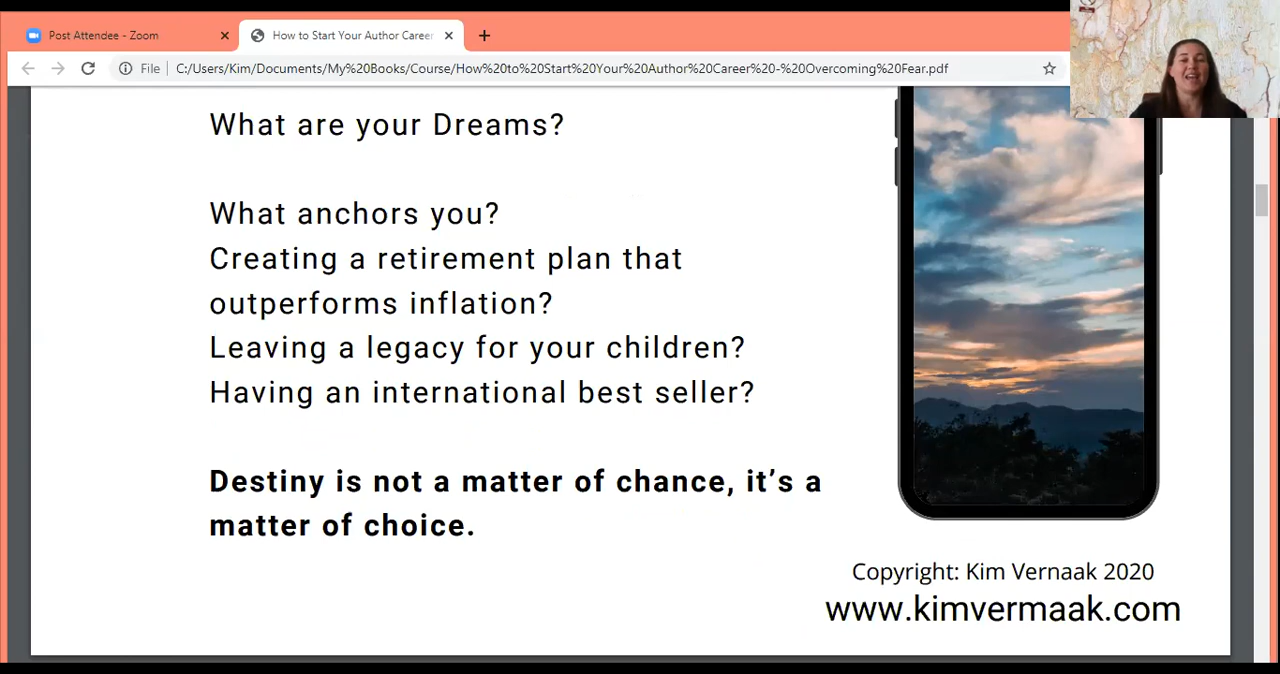 Post Attendee - Zoom
How to Start Your Author Career
File
C:/Users/Kim/Documents/My%20Books/Course/How%20to%20Start%20Your%20Author%20Career%20-%20Overcoming%20Fear.pdf
What are your Dreams?
What anchors you?
Creating a retirement plan that
outperforms inflation?
Leaving a legacy for your children?
Having an international best seller?
Destiny is not a matter of chance, it's a
matter of choice.
Copyright: Kim Vernaak 2020
www.kimvermaak.com